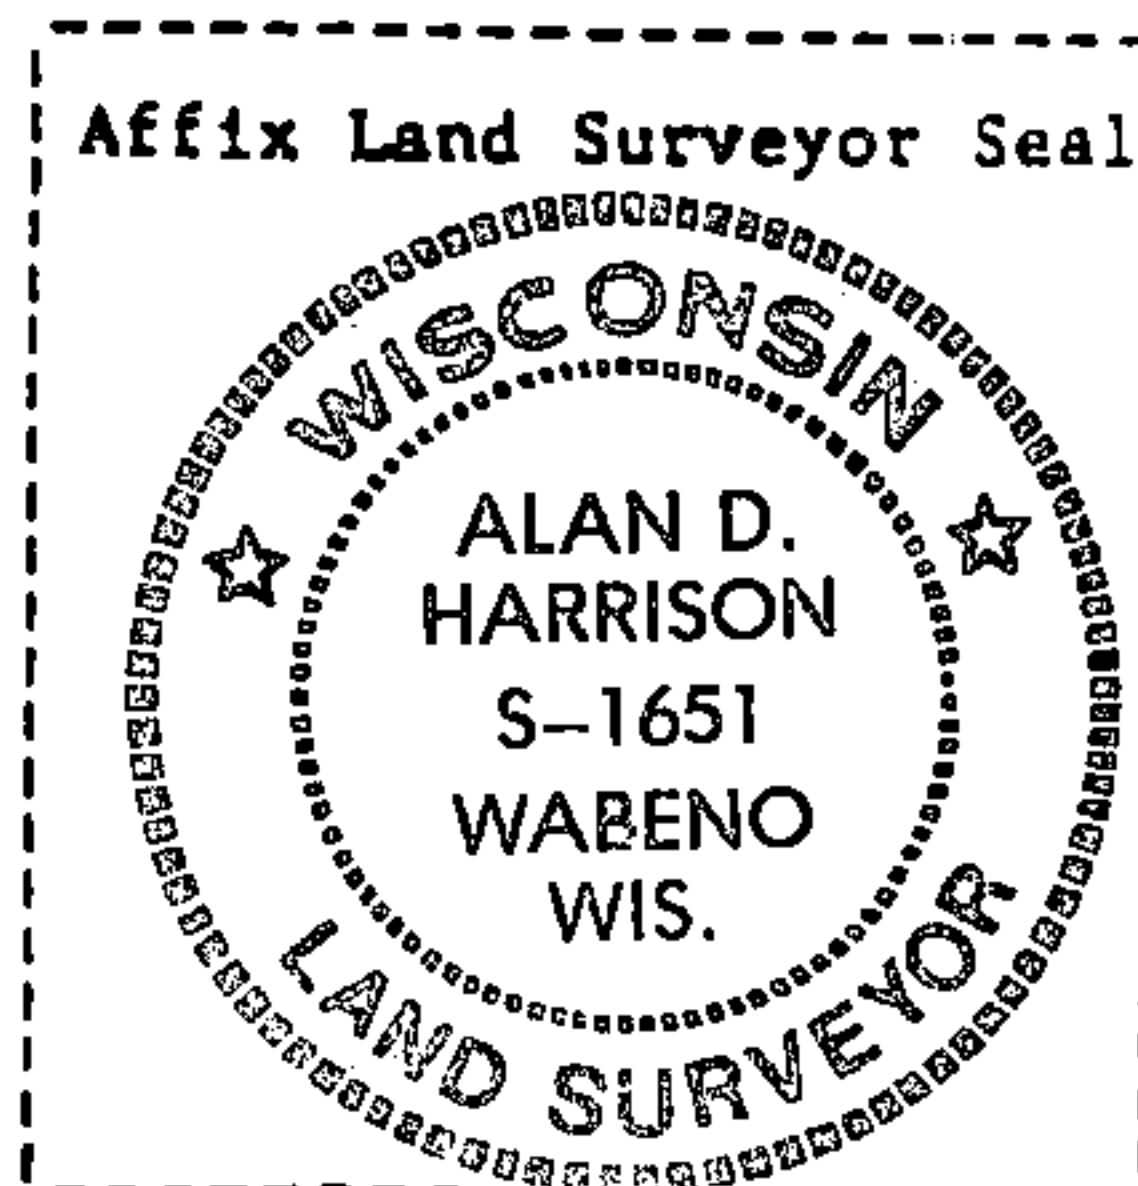 Affix Land Surveyor Seal
WISCONSIN
ALAN D.
HARRISON
S-1651
WABENO
WIS.
LAND SURVEYOR